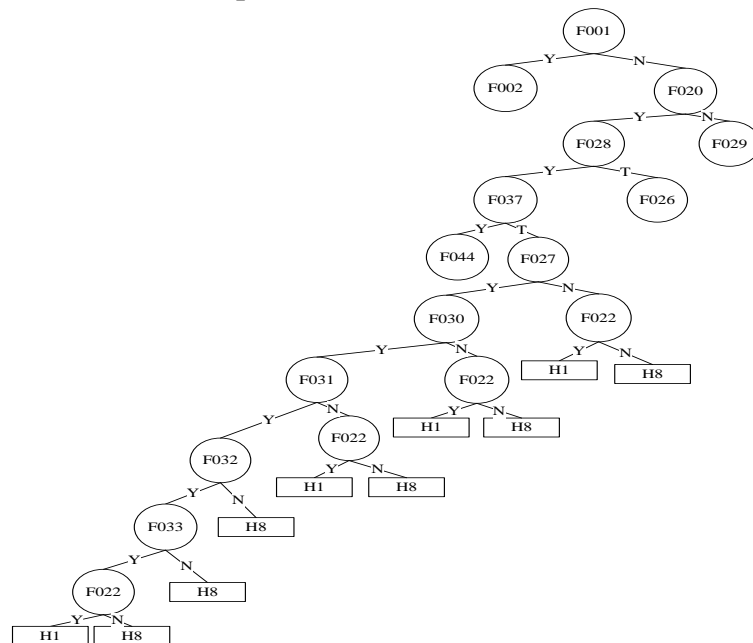 F001
Y N
F002 F020
Y N
F028 F029
Y T
F037 F026
Y T
F044 F027
Y N
F030 F022
Y N Y N
F031 F022 H1 H8
Y N Y N
F032 F022 H1 H8
Y N Y N
F033 H8 H1 H8
Y N
F022 H8
Y N
H1 H8